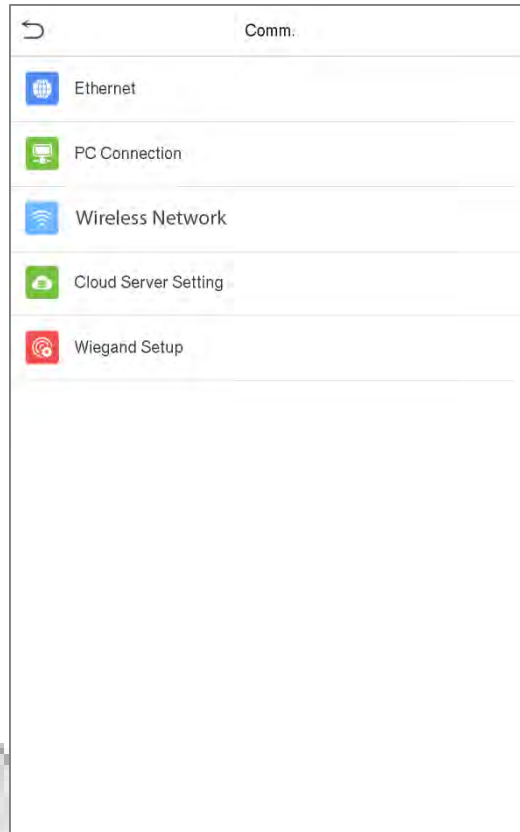 Comm.
Ethernet
PC Connection
Wireless Network
Cloud Server Setting
Wiegand Setup